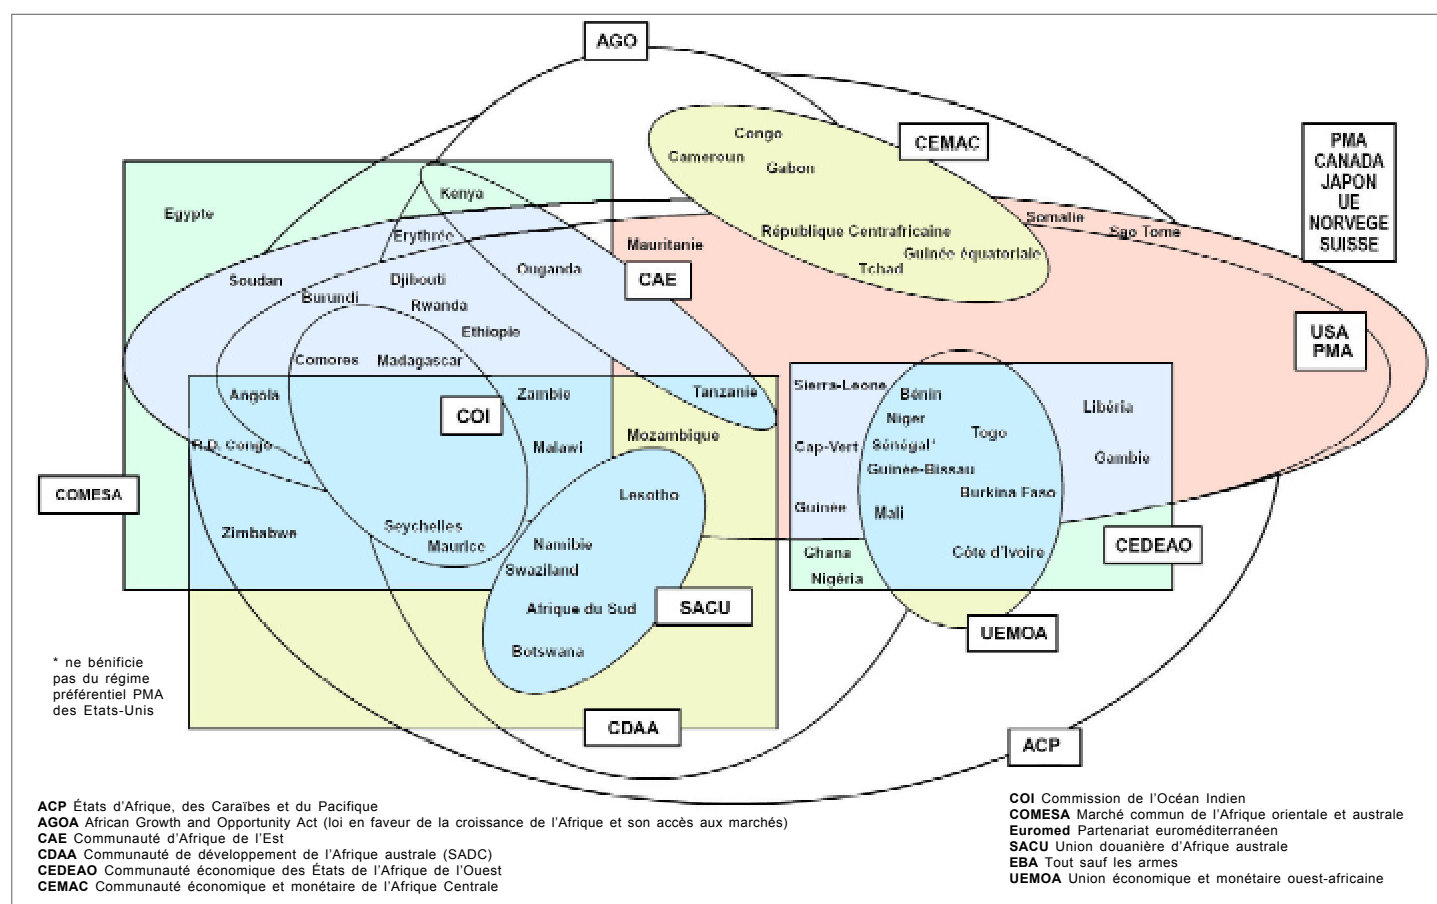 AGO
CEMAC
PMA
CANADA
JAPON
UE
NORVEGE
SUISSE
Congo
Cameroun
Gabon
Kenya
Egypte
Erythrée
Mauritanie
République Centrafricaine
Somalie
Sao Tome
Guinée équatoriale
Tchad
Soudan
Djibouti
Ouganda
CAE
Burundi
Rwanda
Ethiopie
USA
PMA
Comores
Madagascar
Angola
Zambie
Tanzanie
Sierra-Leone
Bénin
Libéria
COI
Niger
Togo
R.D. Congo
Malawi
Mozambique
Cap-Vert
Sénégal*
Gambie
Guinée-Bissau
COMESA
Lesotho
Burkina Faso
Guinée
Mali
Zimbabwe
Seychelles
Maurice
Namibie
Ghana
Côte d'Ivoire
CEDEAO
Swaziland
Nigéria
Afrique du Sud
SACU
UEMOA
Botswana
* ne bénificie
pas du régime
préférentiel PMA
des Etats-Unis
CDAA
ACP
ACP États d'Afrique, des Caraïbes et du Pacifique
AGOA African Growth and Opportunity Act (loi en faveur de la croissance de l'Afrique et son accès aux marchés)
CAE Communauté d'Afrique de l'Est
CDAA Communauté de développement de l'Afrique australe (SADC)
CEDEAO Communauté économique des États de l'Afrique de l'Ouest
CEMAC Communauté économique et monétaire de l'Afrique Centrale
COI Commission de l'Océan Indien
COMESA Marché commun de l'Afrique orientale et australe
Euromed Partenariat euroméditerranéen
SACU Union douanière d'Afrique australe
EBA Tout sauf les armes
UEMOA Union économique et monétaire ouest-africaine